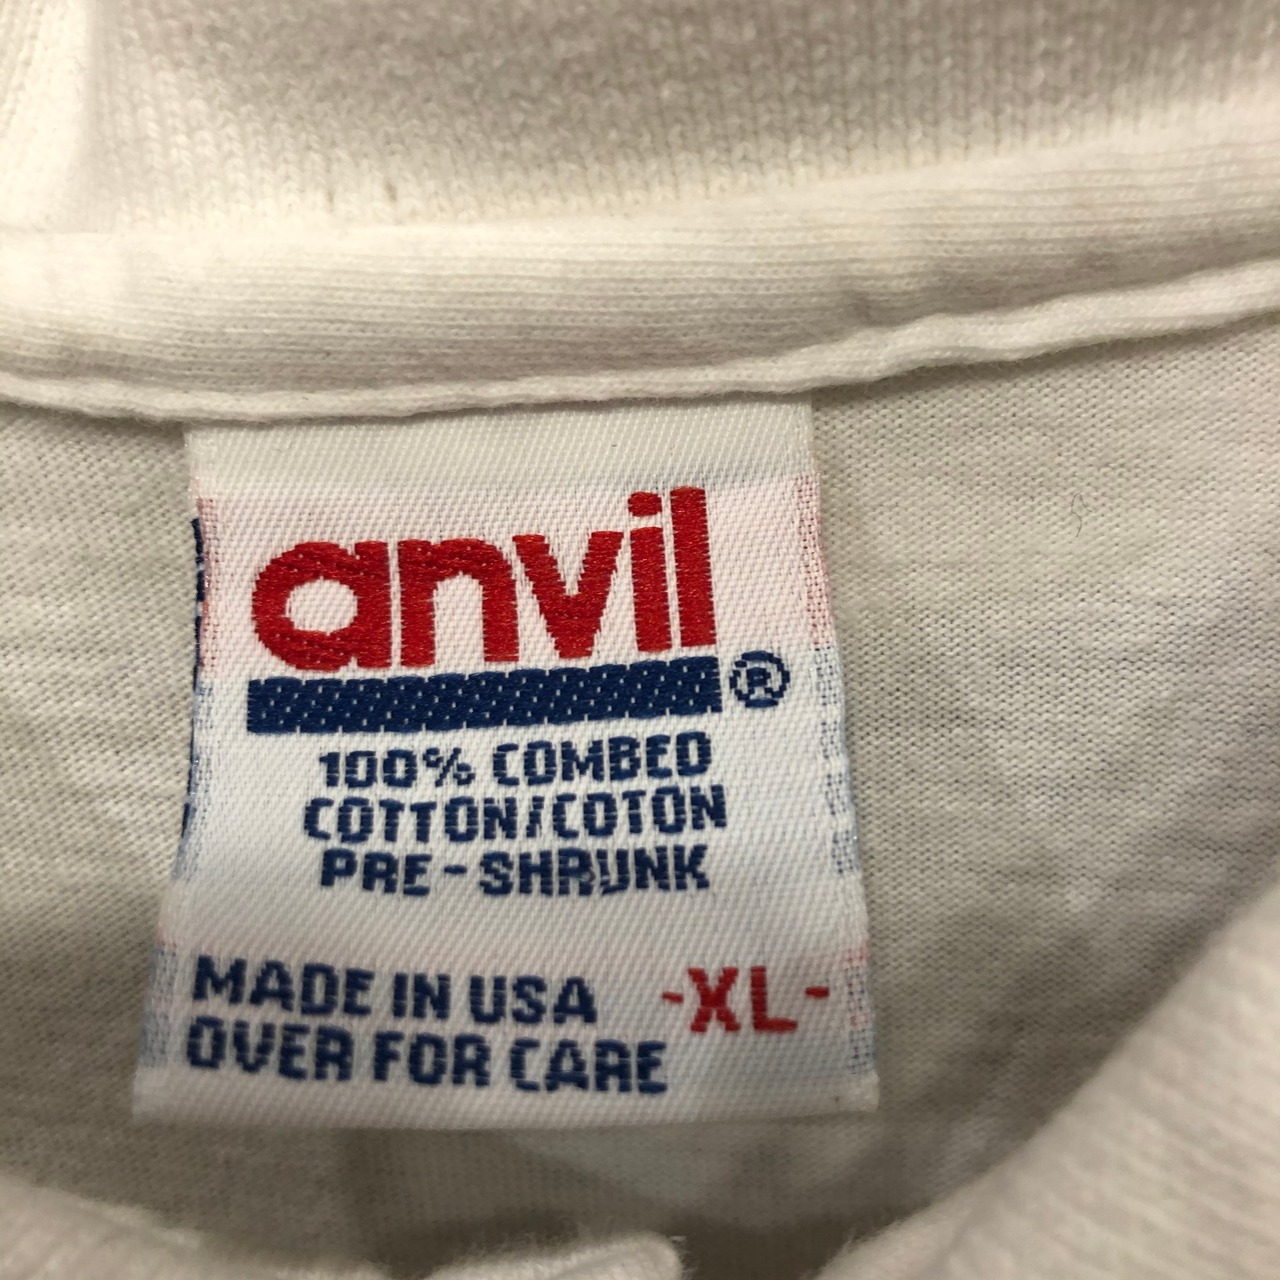 anvil®
100% COMBED
COTTON/COTON
PRE-SHRUNK
MADE IN USA -XL-
OVER FOR CARE